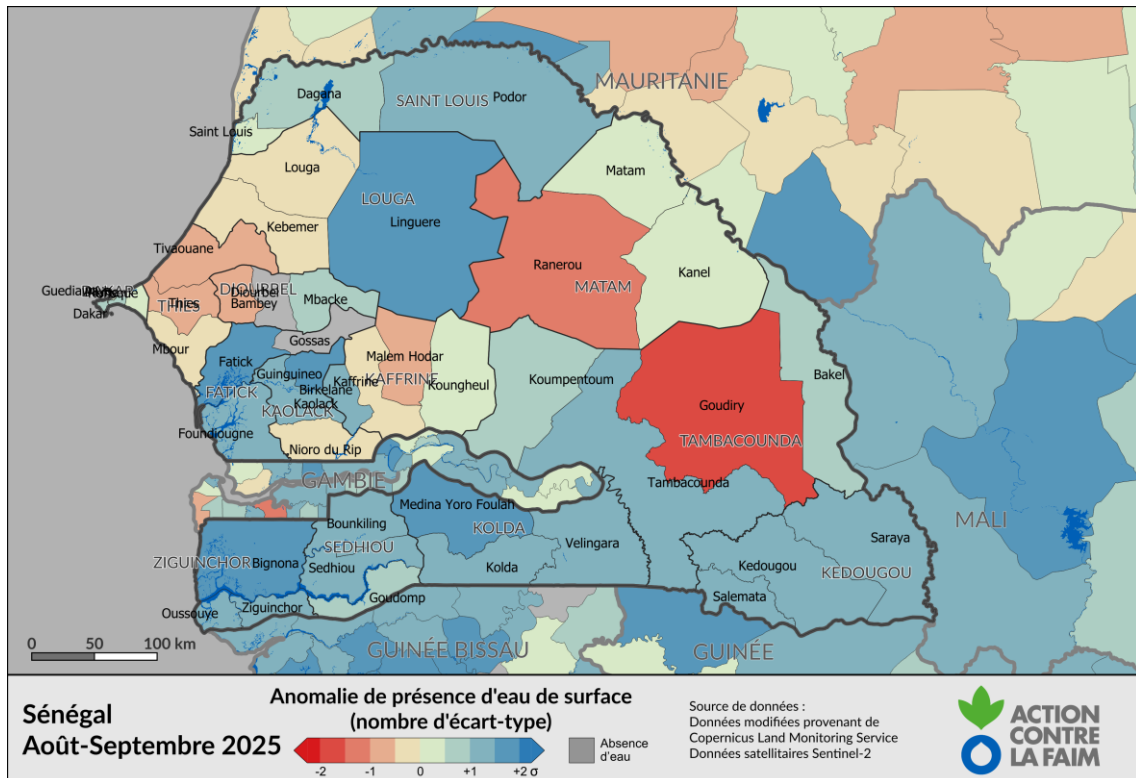 MAURITANIE
Dagana
SAINT LOUIS
Podor
Saint Louis
Louga
Matam
LOUGA
Linguere
Kebemer
Tivaouane
Ranerou
Kanel
MATAM
Guedia
DIOURBEL
Diourbel
Mbacke
THIES
Thies
Bambey
Dakar
Gossas
Mbour
Fatick
Malem Hodar
Guinguineo
Kaffrine
KAFFRINE
Koungheul
Koumpentoum
Bakel
Birkelane
FATICK
Kaolack
KAOLACK
Goudiry
Foundiougne
TAMBACOUNDA
Nioro du Rip
GAMBIE
Tambacounda
Medina Yoro Foulah
Bounkiling
KOLDA
MALI
SEDHIOU
Velingara
Saraya
ZIGUINCHOR
Bignona
Sedhiou
Kolda
Kedougou
KEDOUGOU
Goudomp
Salemata
Oussouye
Ziguinchor
0 50 100 km
GUINÉE BISSAU
GUINÉE
Sénégal
Août-Septembre 2025
Anomalie de présence d'eau de surface
(nombre d'écart-type)
-2 -1 0 +1 +2 σ
Absence
d'eau
Source de données :
Données modifiées provenant de
Copernicus Land Monitoring Service
Données satellitaires Sentinel-2
ACTION
CONTRE
LA FAIM